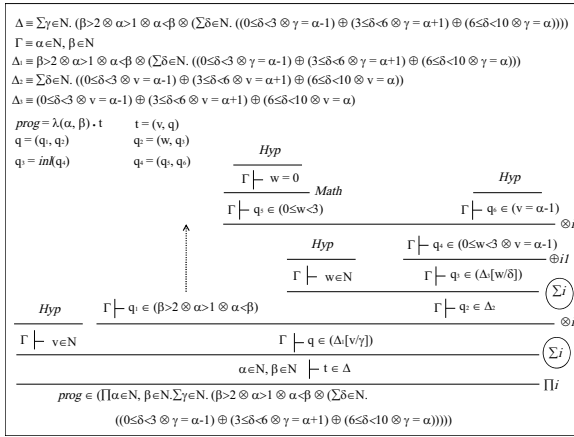 Δ ≡ ∑γ∈N. (β>2 ⊗ α>1 ⊗ α<β ⊗ (∑δ∈N. ((0≤δ<3 ⊗ γ = α-1) ⊕ (3≤δ<6 ⊗ γ = α+1) ⊕ (6≤δ<10 ⊗ γ = α))))
Γ ≡ α∈N, β∈N
Δ₁ ≡ β>2 ⊗ α>1 ⊗ α<β ⊗ (∑δ∈N. ((0≤δ<3 ⊗ γ = α-1) ⊕ (3≤δ<6 ⊗ γ = α+1) ⊕ (6≤δ<10 ⊗ γ = α)))
Δ₂ ≡ ∑δ∈N. ((0≤δ<3 ⊗ v = α-1) ⊕ (3≤δ<6 ⊗ v = α+1) ⊕ (6≤δ<10 ⊗ v = α))
Δ₃ ≡ (0≤δ<3 ⊗ v = α-1) ⊕ (3≤δ<6 ⊗ v = α+1) ⊕ (6≤δ<10 ⊗ v = α)
prog = λ(α, β) • t t = (v, q)
q = (q₁, q₂) q₂ = (w, q₃)
q₃ = inl(q₄) q₄ = (q₅, q₆)
Hyp
Γ ⊢ w = 0
Math
Hyp
Γ ⊢ q₅ ∈ (0≤w<3) Γ ⊢ q₆ ∈ (v = α-1)
⊗i
Hyp Γ ⊢ q₄ ∈ (0≤w<3 ⊗ v = α-1)
⊕i1
Γ ⊢ w∈N Γ ⊢ q₃ ∈ (Δ₃[w/δ])
∑i
Hyp Γ ⊢ q₁ ∈ (β>2 ⊗ α>1 ⊗ α<β) Γ ⊢ q₂ ∈ Δ₂
⊗i
Γ ⊢ v∈N Γ ⊢ q ∈ (Δ₁[v/γ])
∑i
α∈N, β∈N ⊢ t ∈ Δ
∏i
prog ∈ (∏α∈N, β∈N.∑γ∈N. (β>2 ⊗ α>1 ⊗ α<β ⊗ (∑δ∈N.
((0≤δ<3 ⊗ γ = α-1) ⊕ (3≤δ<6 ⊗ γ = α+1) ⊕ (6≤δ<10 ⊗ γ = α)))))